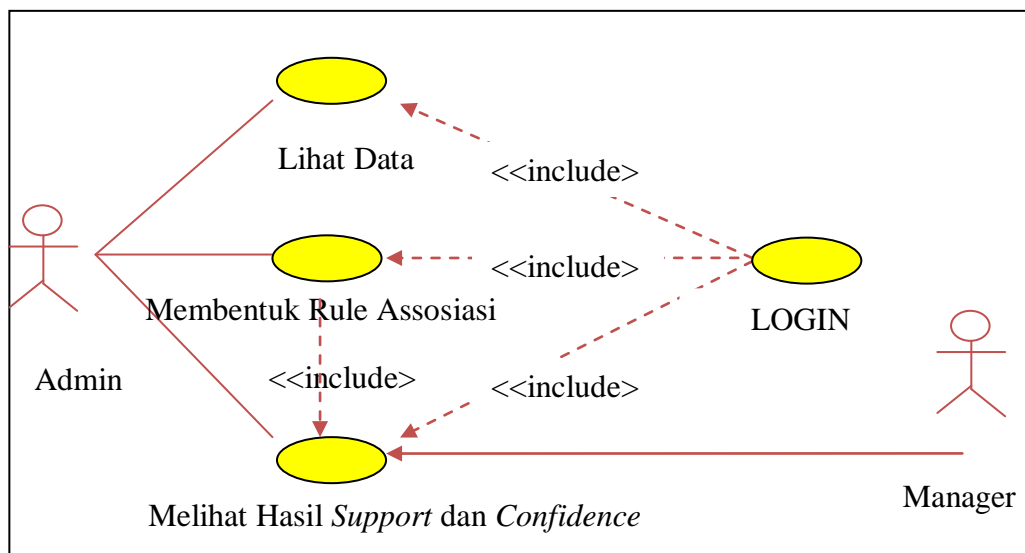 Lihat Data
<<include>
Membentuk Rule Assosiasi
<<include>
LOGIN
Admin
<<include>
<<include>
Melihat Hasil Support dan Confidence
Manager